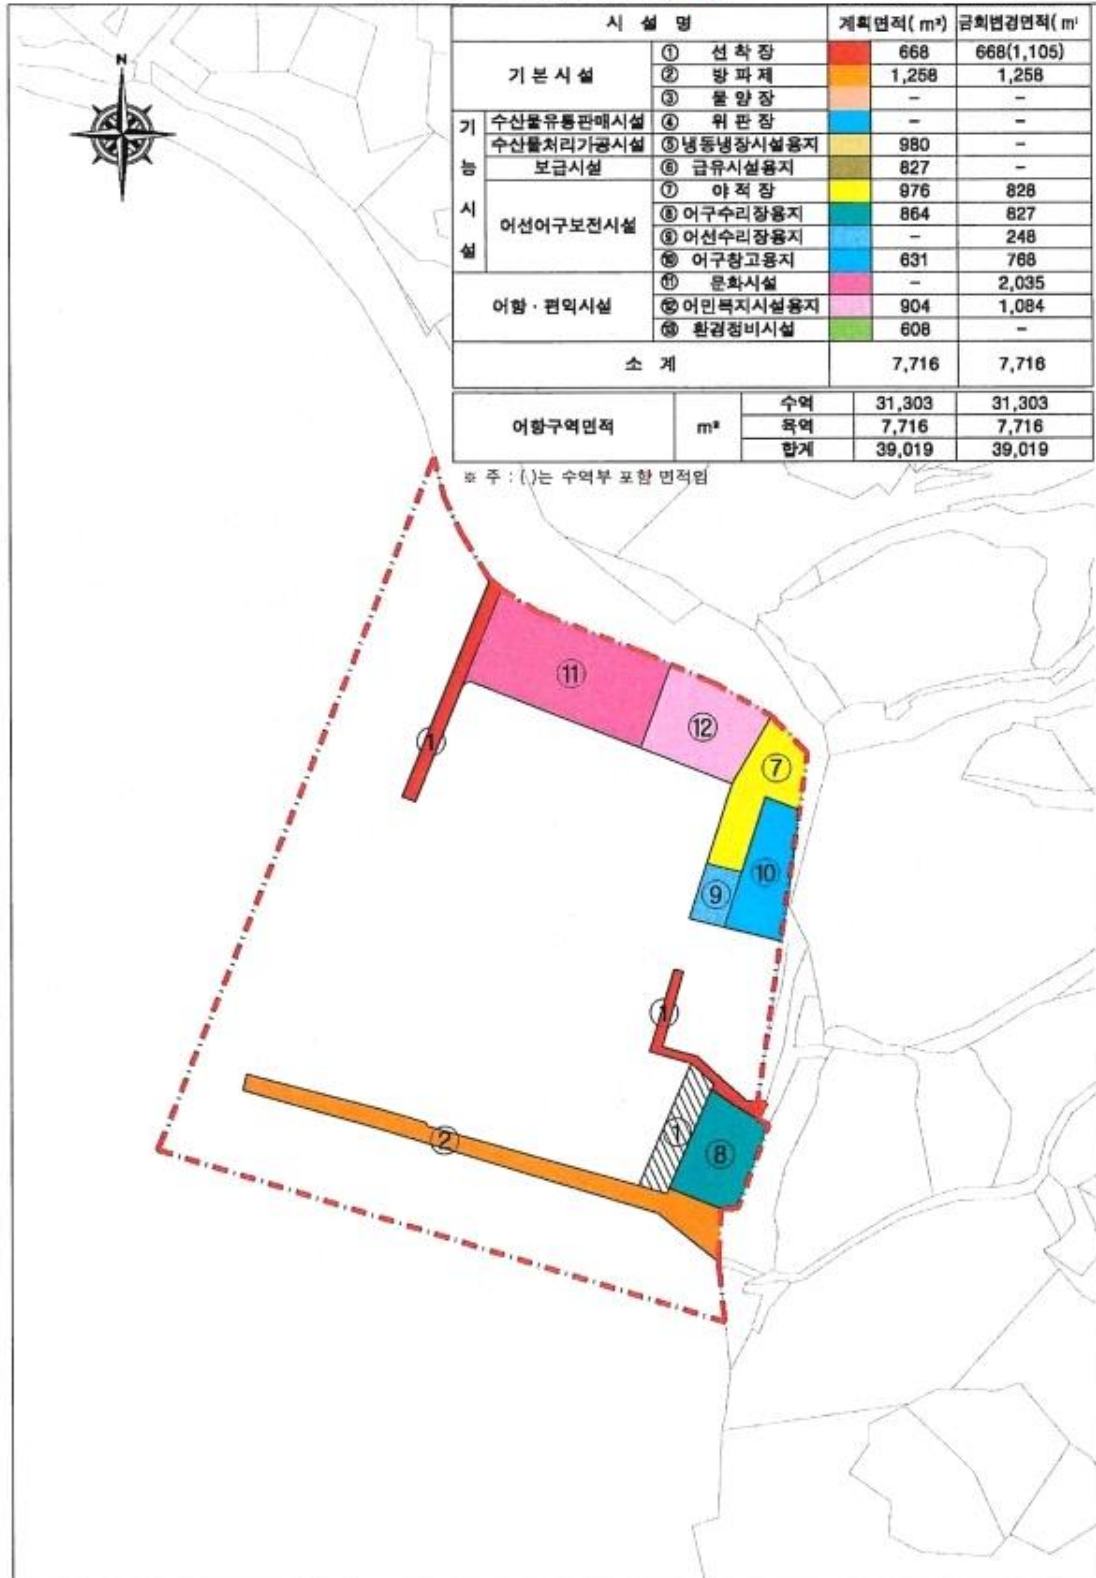 시 설 명 계획면적( m²) 금회변경면적( m²
기 본 시 설 ① 선 착 장 668 668(1,105)
② 방 파 제 1,258 1,258
③ 물 양 장 - -
기 능 시 설 수산물유통판매시설 ④ 위 판 장 - -
수산물처리가공시설 ⑤ 냉동냉장시설용지 980 -
보급시설 ⑥ 급유시설용지 827 -
어선어구보전시설 ⑦ 야 적 장 976 828
⑧ 어구수리장용지 864 827
⑨ 어선수리장용지 - 248
⑩ 어구창고용지 631 768
어항 · 편익시설 ⑪ 문화시설 - 2,035
⑫ 어민복지시설용지 904 1,084
⑬ 환경정비시설 608 -
소 계 7,716 7,716
어항구역면적 m² 수역 31,303 31,303
육역 7,716 7,716
합계 39,019 39,019
※ 주 : ( )는 수역부 포함 면적임
N
⑪
⑫
①
⑦
⑩
⑨
①
②
①
⑧